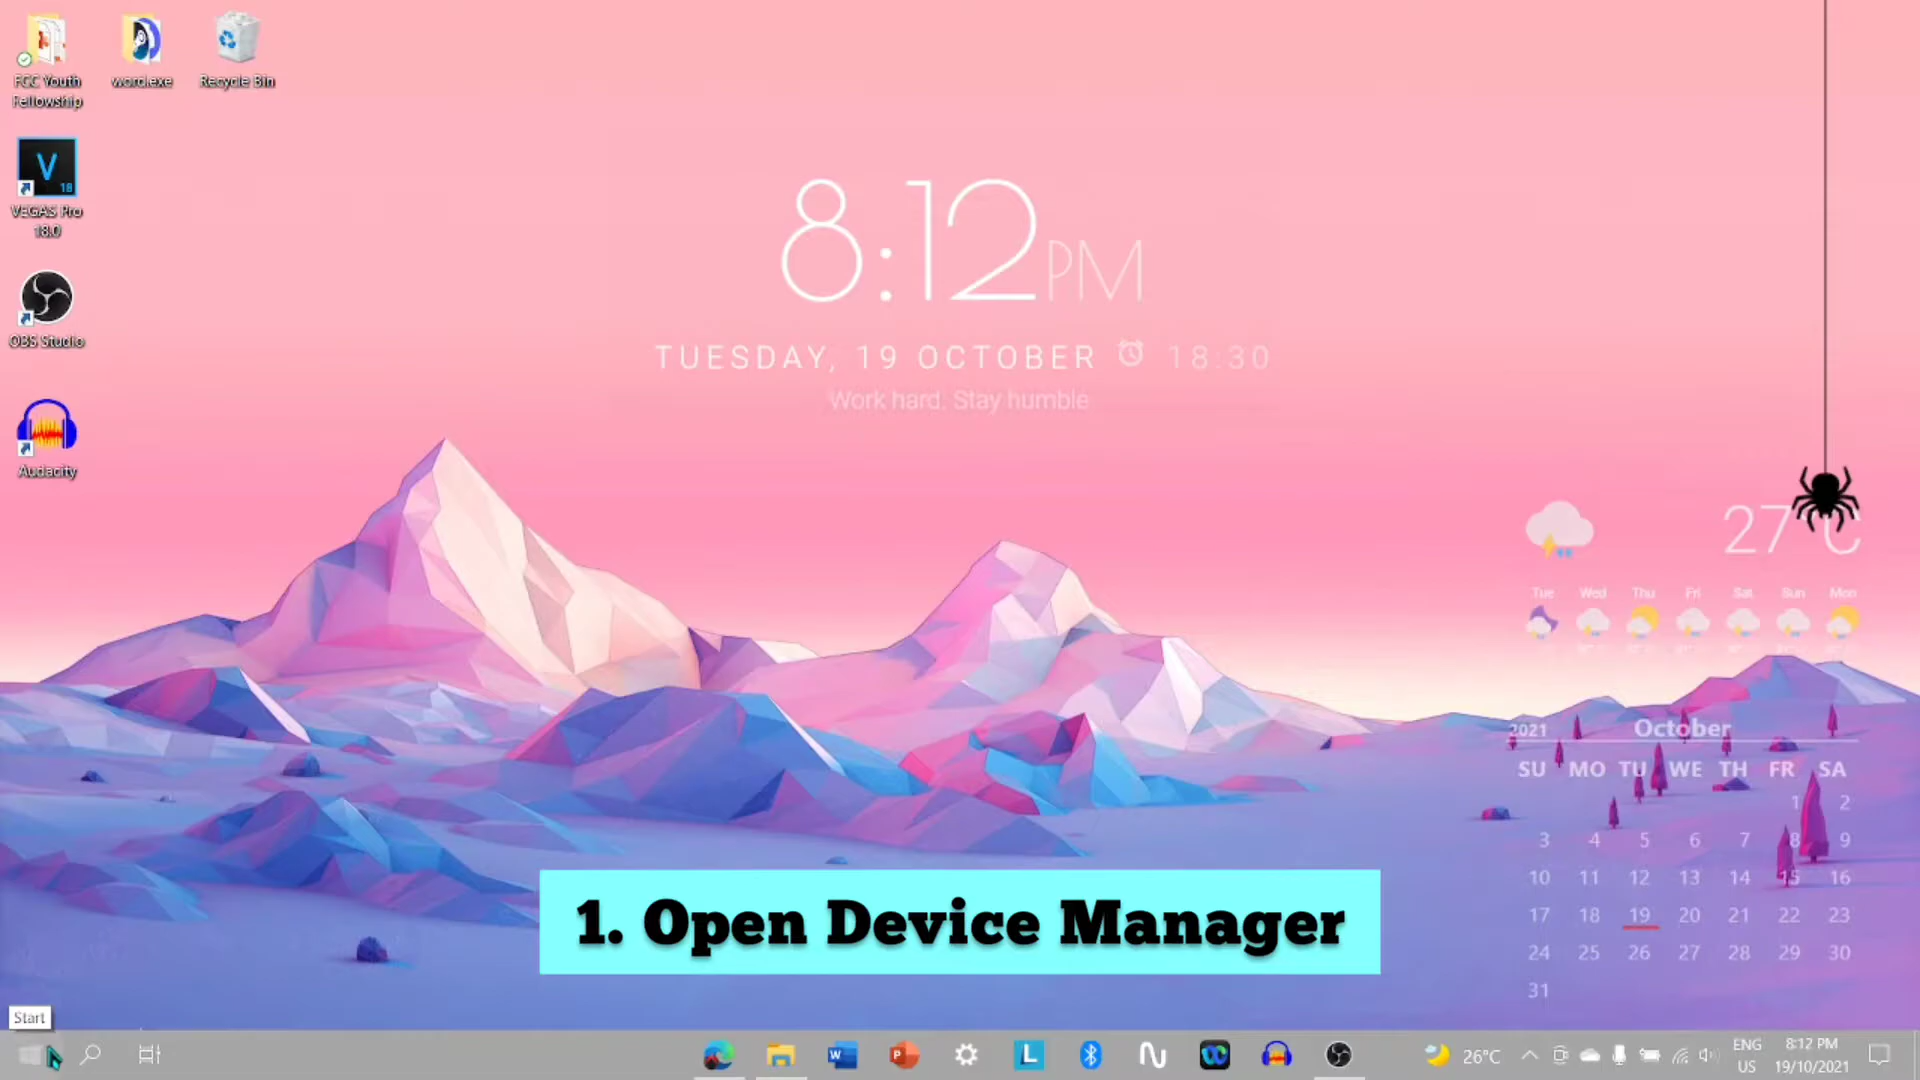 FCC Youth
Fellowship
word.exe
Recycle Bin
V
18
VEGAS Pro
18.0
OBS Studio
Audacity
8:12PM
TUESDAY, 19 OCTOBER 18:30
Work hard. Stay humble
27°C
Tue Wed Thu Fri Sat Sun Mon
2021 October
SU MO TU WE TH FR SA
1 2
3 4 5 6 7 8 9
10 11 12 13 14 15 16
17 18 19 20 21 22 23
24 25 26 27 28 29 30
31
1. Open Device Manager
Start
W
P
L
26°C
ENG
US
8:12 PM
19/10/2021